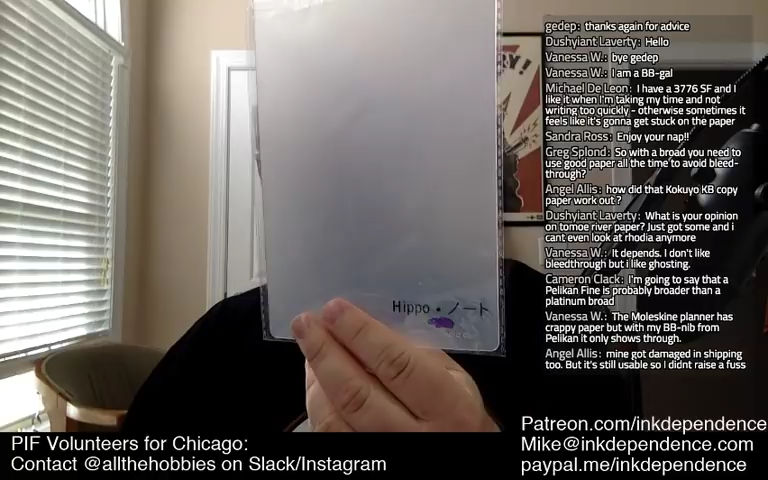 gedep: thanks again for advice
Dushyiant Laverty: Hello
Vanessa W.: bye gedep
Vanessa W.: I am a BB-gal
Michael De Leon: I have a 3776 SF and I
like it when I'm taking my time and not
writing too quickly - otherwise sometimes it
feels like it's gonna get stuck on the paper
Sandra Ross: Enjoy your nap!!
Greg Splond: So with a broad you need to
use good paper all the time to avoid bleed-
through?
Angel Allis: how did that Kokuyo KB copy
paper work out ?
Dushyiant Laverty: What is your opinion
on tomoe river paper? Just got some and i
cant even look at rhodia anymore
Vanessa W.: It depends. I don't like
bleedthrough but i like ghosting.
Cameron Clack: I'm going to say that a
Pelikan Fine is probably broader than a
platinum broad
Vanessa W.: The Moleskine planner has
crappy paper but with my BB-nib from
Pelikan it only shows through.
Angel Allis: mine got damaged in shipping
too. But it's still usable so I didnt raise a fuss
RY!
Hippo・ノート
PIF Volunteers for Chicago:
Contact @allthehobbies on Slack/Instagram
Patreon.com/inkdependence
Mike@inkdependence.com
paypal.me/inkdependence